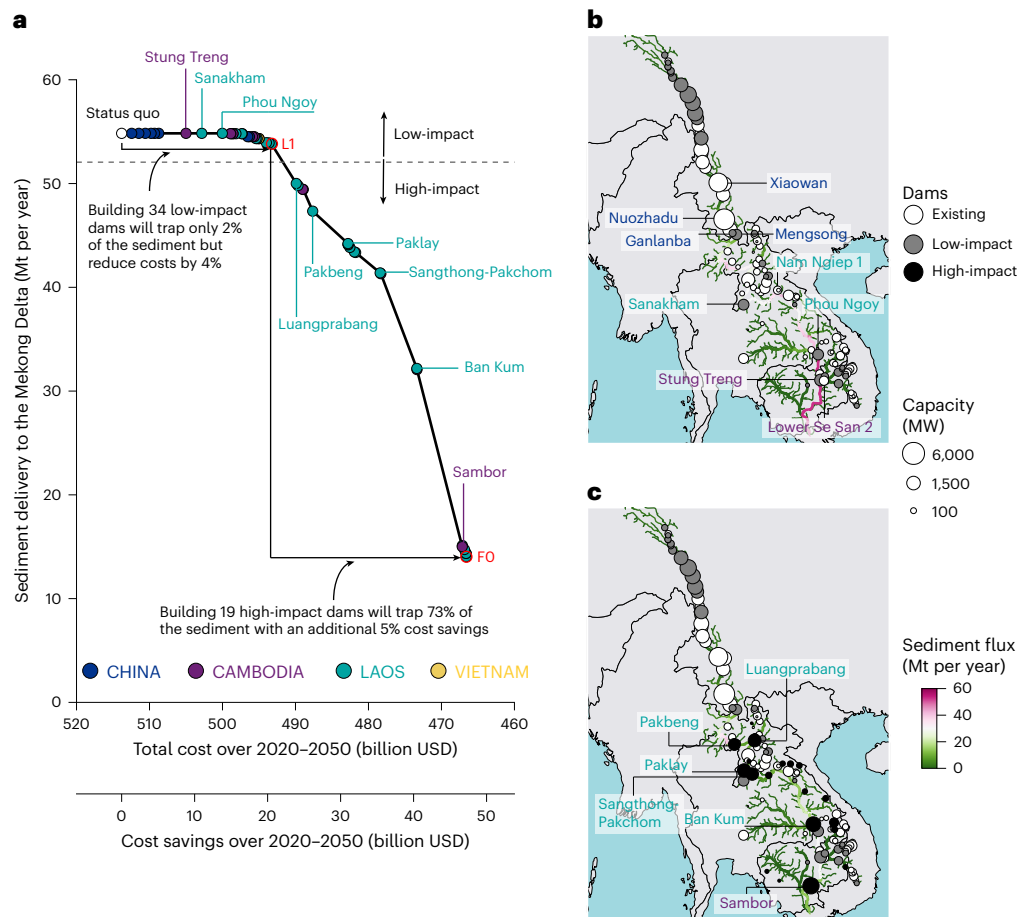 a
Stung Treng
Sanakham
Phou Ngoy
Status quo
L1
Low-impact
High-impact
Building 34 low-impact
dams will trap only 2%
of the sediment but
reduce costs by 4%
Paklay
Pakbeng
Sangthong-Pakchom
Luangprabang
Ban Kum
Sambor
F0
Building 19 high-impact dams will trap 73% of
the sediment with an additional 5% cost savings
CHINA
CAMBODIA
LAOS
VIETNAM
Sediment delivery to the Mekong Delta (Mt per year)
60
50
40
30
20
10
0
520
510
500
490
480
470
460
Total cost over 2020–2050 (billion USD)
0
10
20
30
40
50
Cost savings over 2020–2050 (billion USD)
b
Xiaowan
Nuozhadu
Ganlanba
Mengsong
Nam Ngiep 1
Sanakham
Phou Ngoy
Stung Treng
Lower Se San 2
Dams
Existing
Low-impact
High-impact
Capacity
(MW)
6,000
1,500
100
c
Luangprabang
Pakbeng
Paklay
Sangthong-
Pakchom
Ban Kum
Sambor
Sediment flux
(Mt per year)
60
40
20
0